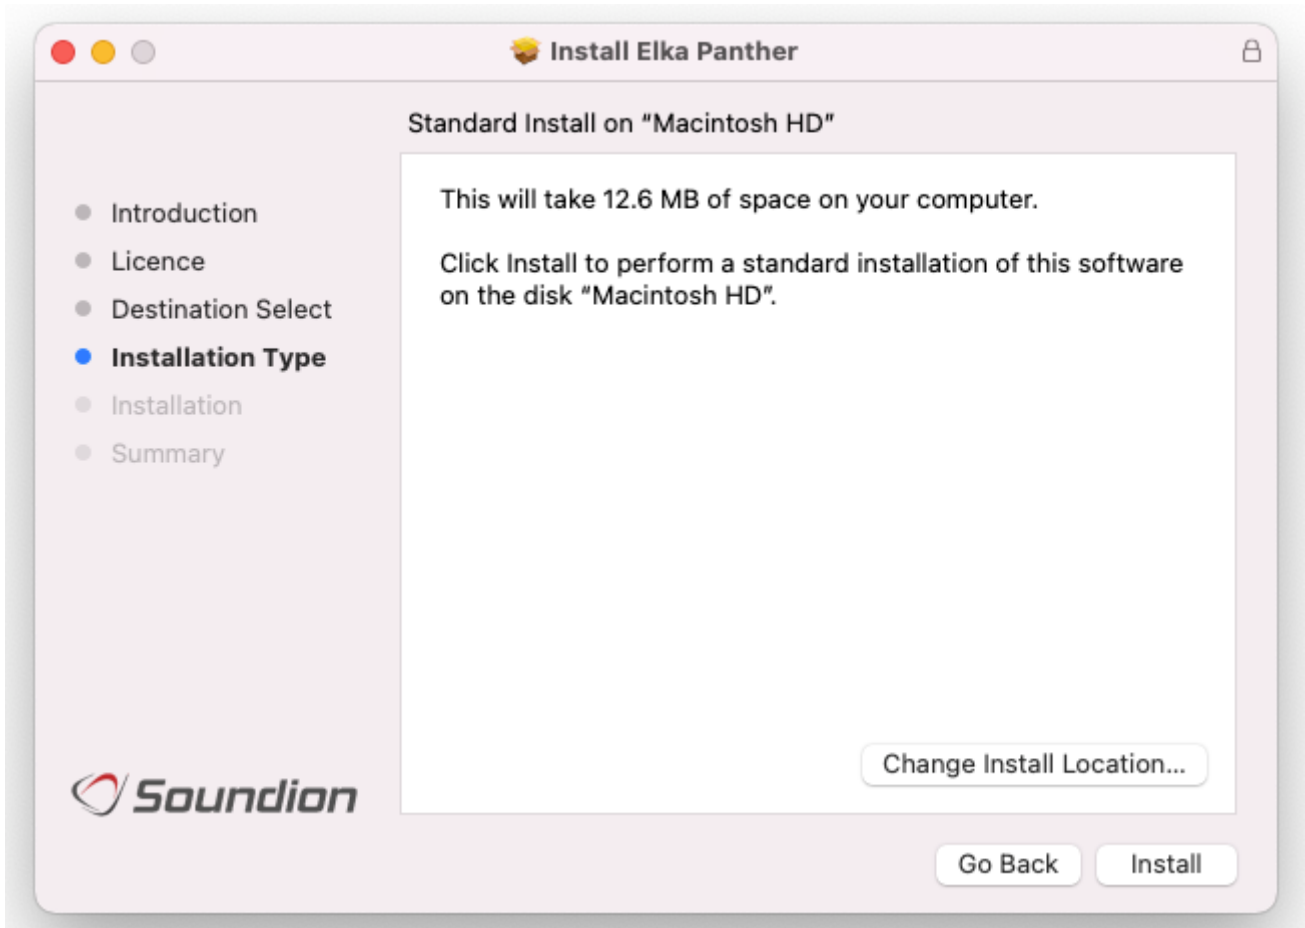 Install Elka Panther
Standard Install on “Macintosh HD”
Introduction
Licence
Destination Select
Installation Type
Installation
Summary
This will take 12.6 MB of space on your computer.
Click Install to perform a standard installation of this software
on the disk “Macintosh HD”.
Change Install Location...
Soundion
Go Back
Install